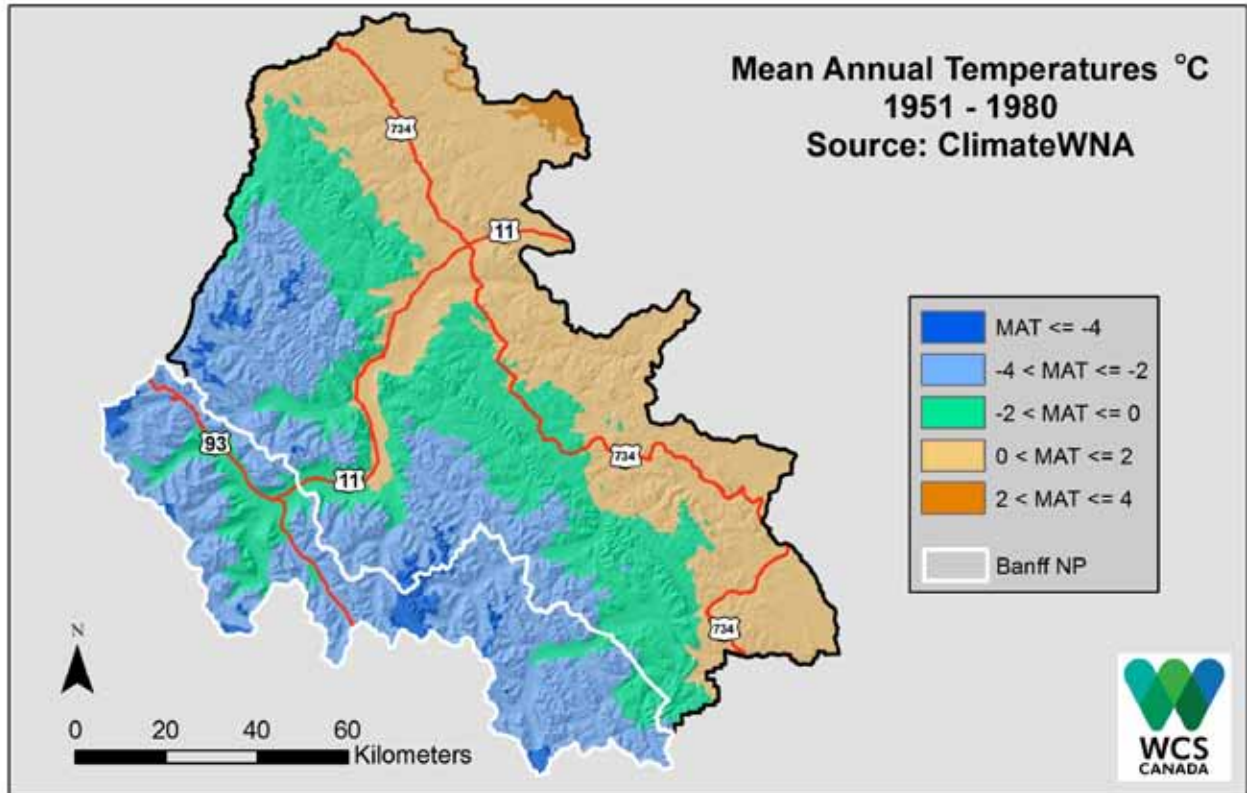 Mean Annual Temperatures °C
1951 - 1980
Source: ClimateWNA
734
11
93
11
734
734
MAT <= -4
-4 < MAT <= -2
-2 < MAT <= 0
0 < MAT <= 2
2 < MAT <= 4
Banff NP
N
0 20 40 60
Kilometers
WCS
CANADA